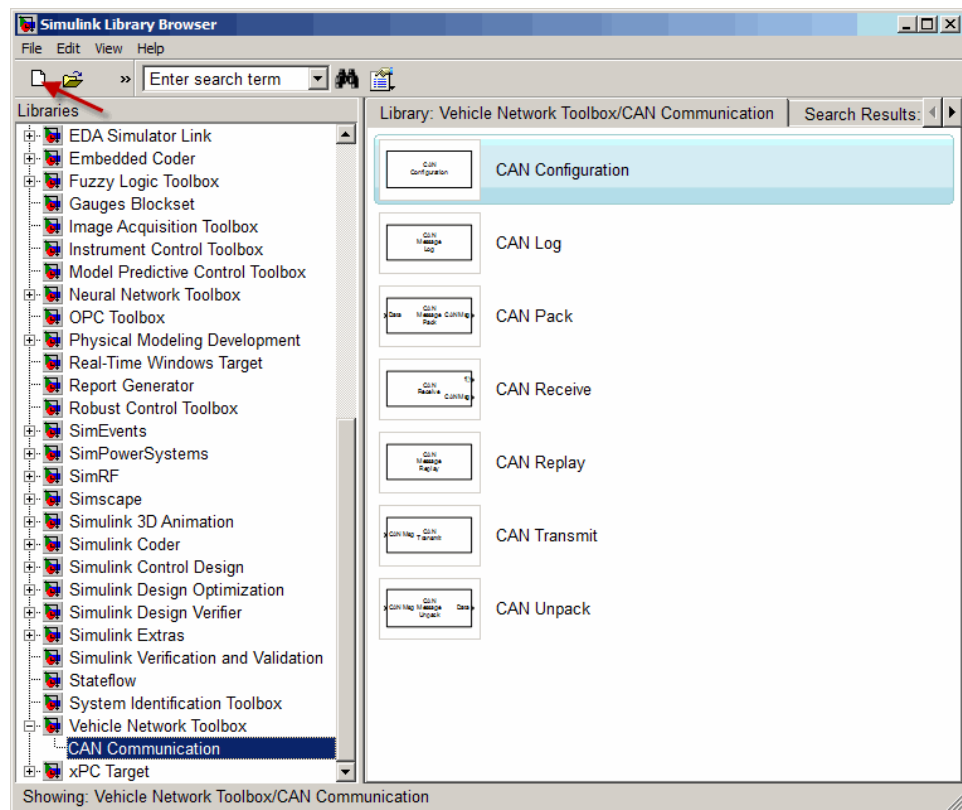 Simulink Library Browser
File Edit View Help
» Enter search term
Libraries
EDA Simulator Link
Embedded Coder
Fuzzy Logic Toolbox
Gauges Blockset
Image Acquisition Toolbox
Instrument Control Toolbox
Model Predictive Control Toolbox
Neural Network Toolbox
OPC Toolbox
Physical Modeling Development
Real-Time Windows Target
Report Generator
Robust Control Toolbox
SimEvents
SimPowerSystems
SimRF
Simscape
Simulink 3D Animation
Simulink Coder
Simulink Control Design
Simulink Design Optimization
Simulink Design Verifier
Simulink Extras
Simulink Verification and Validation
Stateflow
System Identification Toolbox
Vehicle Network Toolbox
CAN Communication
xPC Target
Library: Vehicle Network Toolbox/CAN Communication Search Results:
CAN
Configuration
CAN Configuration
CAN
Message
Log
CAN Log
Data CAN Message Pack CAN Msg
CAN Pack
CAN
Receive
CAN Msg
CAN Receive
CAN
Message
Replay
CAN Replay
CAN Msg CAN Transmit
CAN Transmit
CAN Msg CAN Message Unpack Data
CAN Unpack
Showing: Vehicle Network Toolbox/CAN Communication